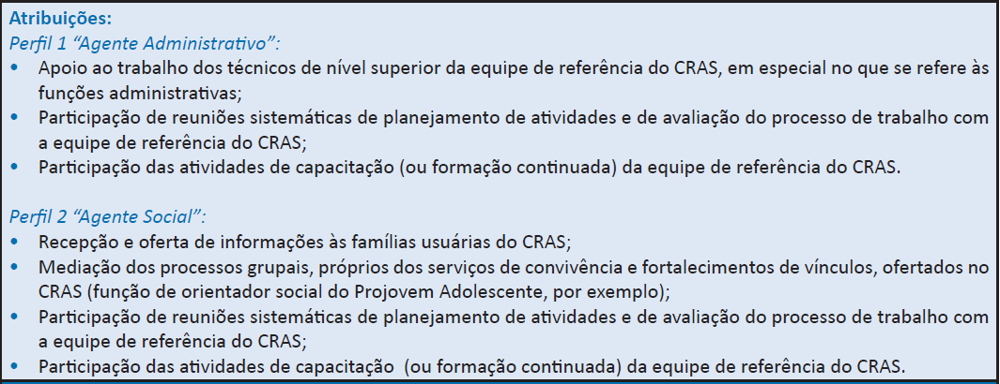 Atribuições:
Perfil 1 “Agente Administrativo”:
• Apoio ao trabalho dos técnicos de nível superior da equipe de referência do CRAS, em especial no que se refere às
funções administrativas;
• Participação de reuniões sistemáticas de planejamento de atividades e de avaliação do processo de trabalho com
a equipe de referência do CRAS;
• Participação das atividades de capacitação (ou formação continuada) da equipe de referência do CRAS.
Perfil 2 “Agente Social”:
• Recepção e oferta de informações às famílias usuárias do CRAS;
• Mediação dos processos grupais, próprios dos serviços de convivência e fortalecimentos de vínculos, ofertados no
CRAS (função de orientador social do Projovem Adolescente, por exemplo);
• Participação de reuniões sistemáticas de planejamento de atividades e de avaliação do processo de trabalho com
a equipe de referência do CRAS;
• Participação das atividades de capacitação (ou formação continuada) da equipe de referência do CRAS.